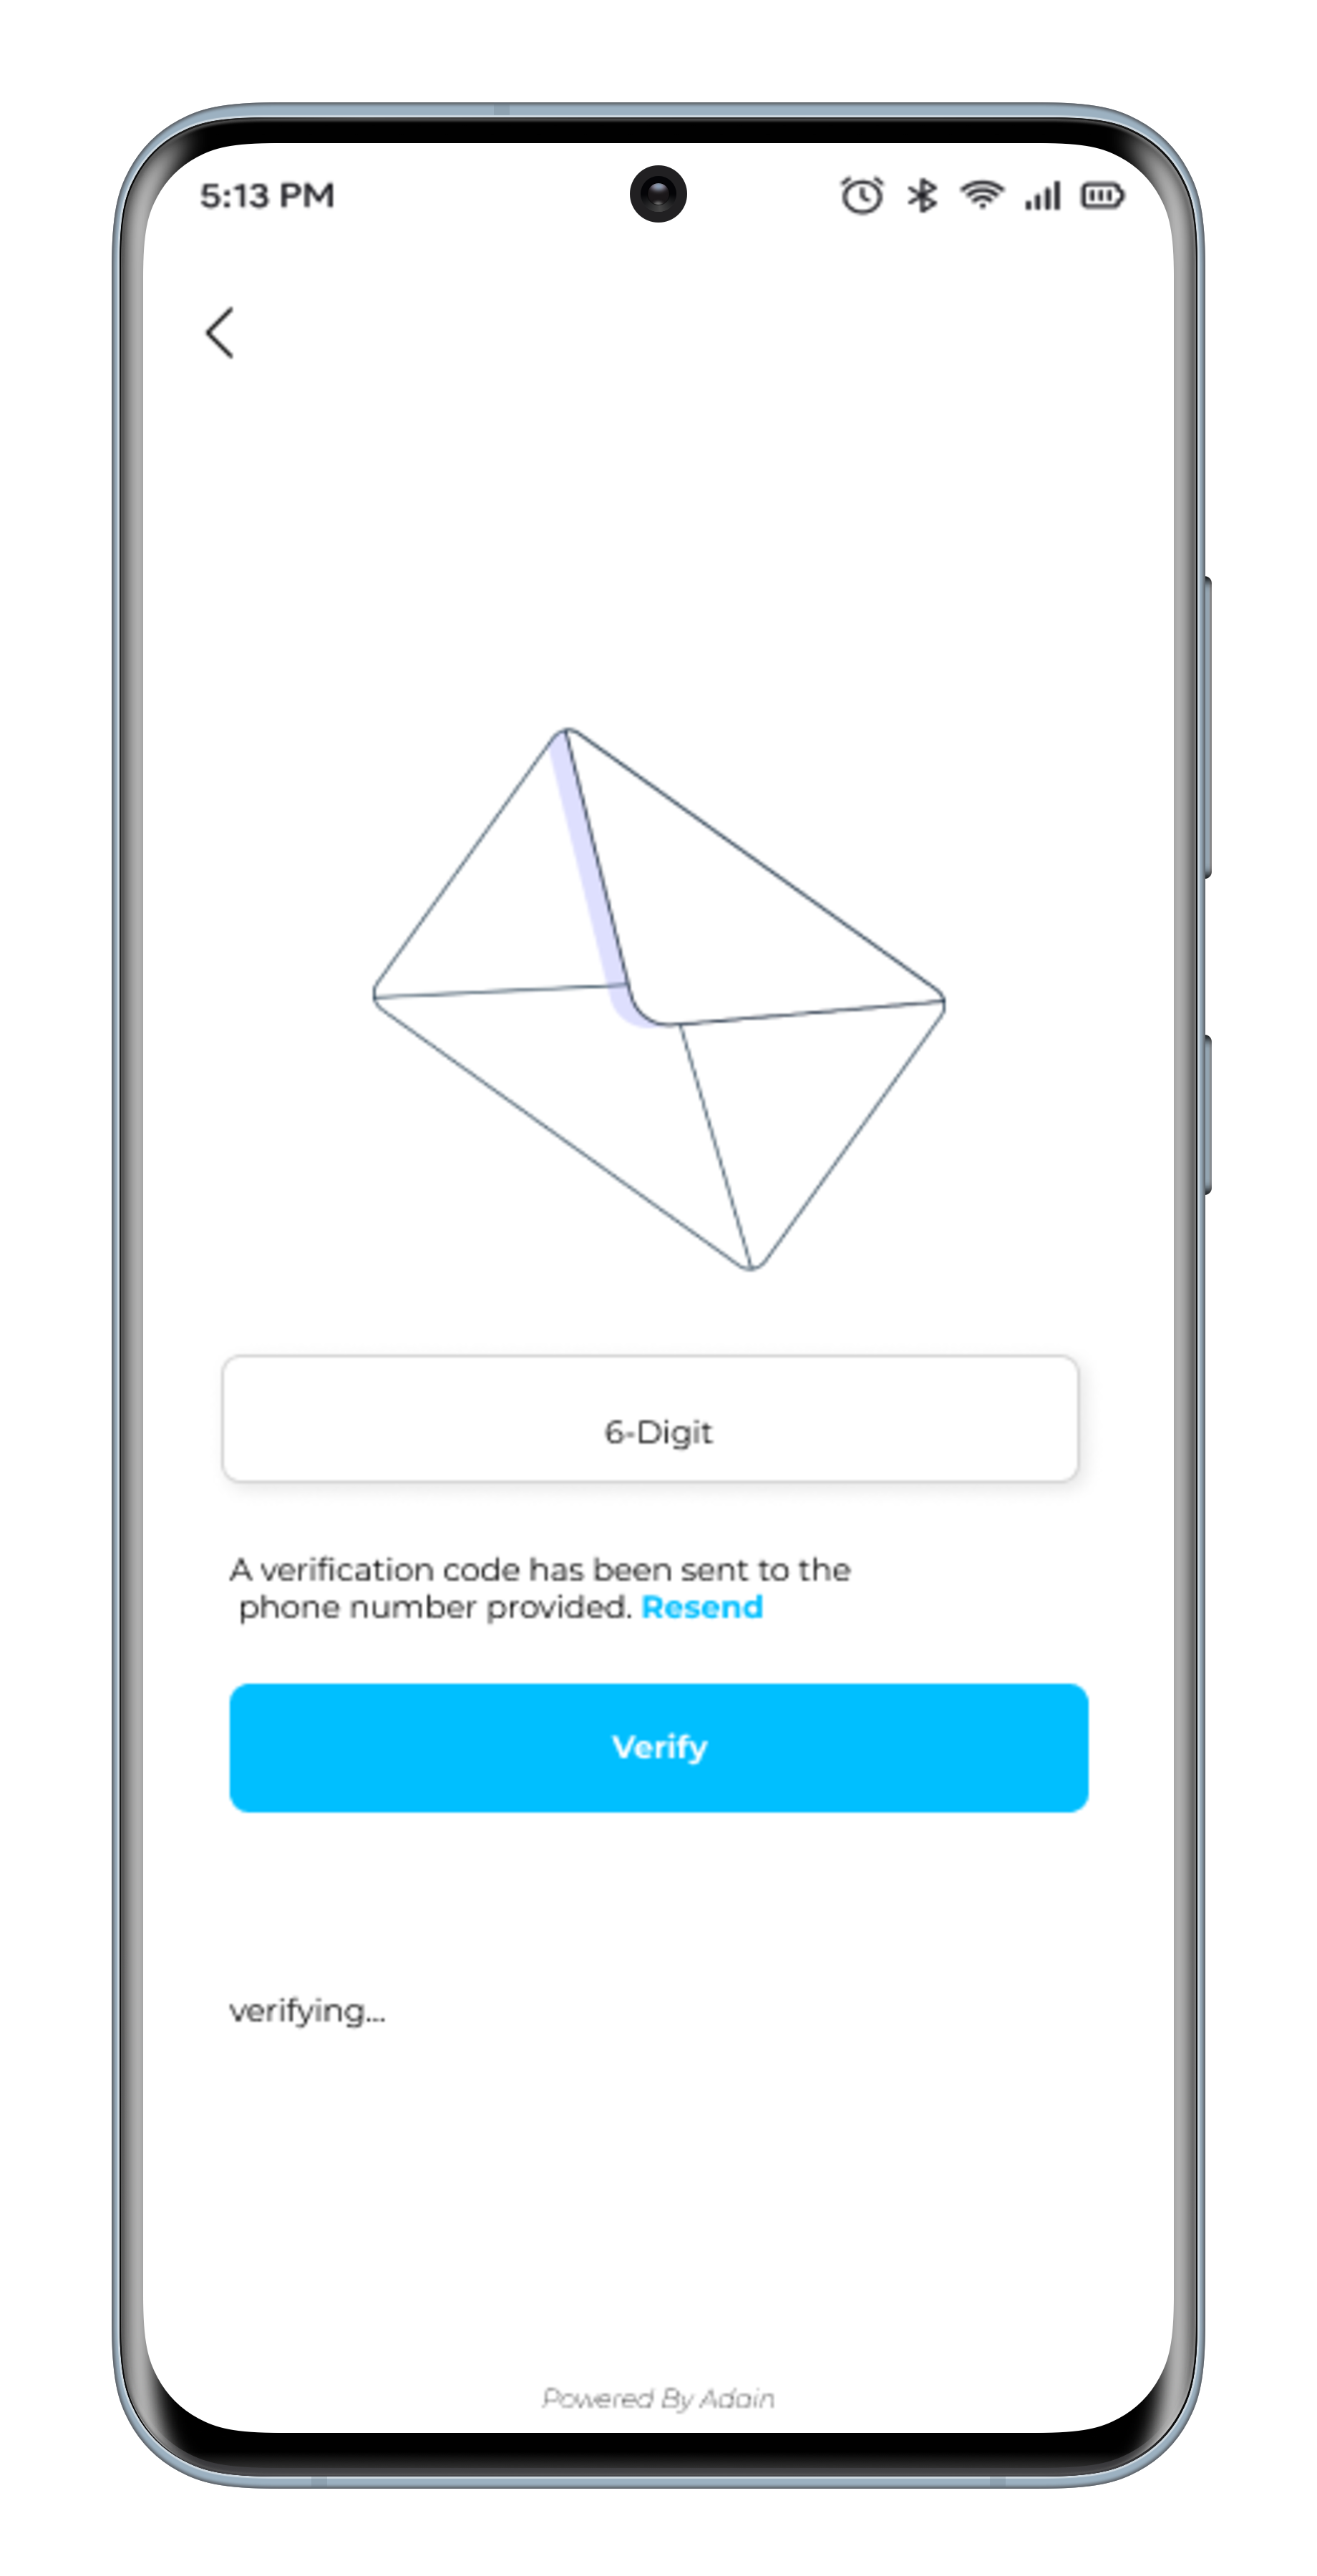 5:13 PM
6-Digit
A verification code has been sent to the
phone number provided. Resend
Verify
verifying...
Powered By Adain